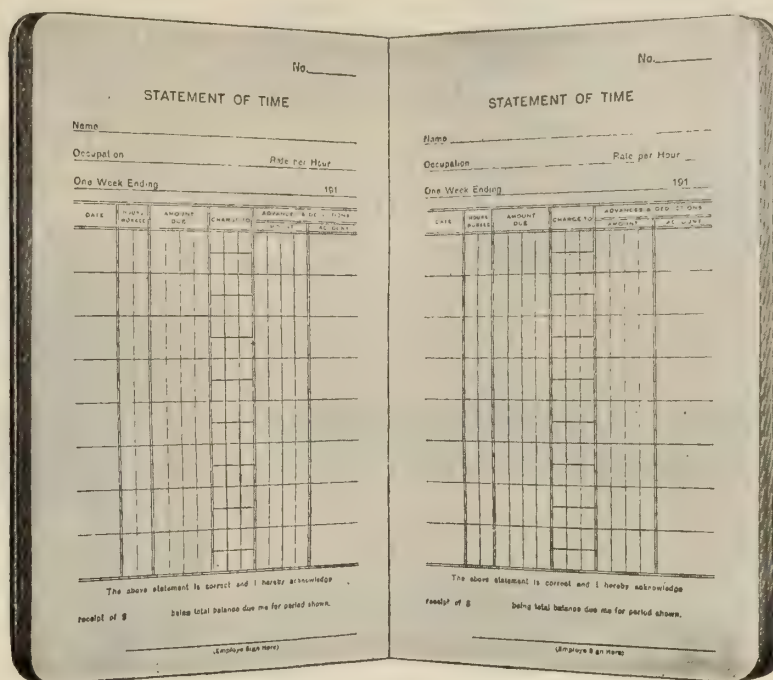 No.
STATEMENT OF TIME
Name
Occupation Rate per Hour
One Week Ending 191
DATE HOURS WORKED AMOUNT DUE CHARGE TO ADVANCES & DEDUCTIONS
AMOUNT ACCOUNT
The above statement is correct and I hereby acknowledge
receipt of $ being total balance due me for period shown.
(Employe Sign Here)
No.
STATEMENT OF TIME
Name
Occupation Rate per Hour
One Week Ending 191
DATE HOURS WORKED AMOUNT DUE CHARGE TO ADVANCES & DEDUCTIONS
AMOUNT ACCOUNT
The above statement is correct and I hereby acknowledge
receipt of $ being total balance due me for period shown.
(Employe Sign Here)